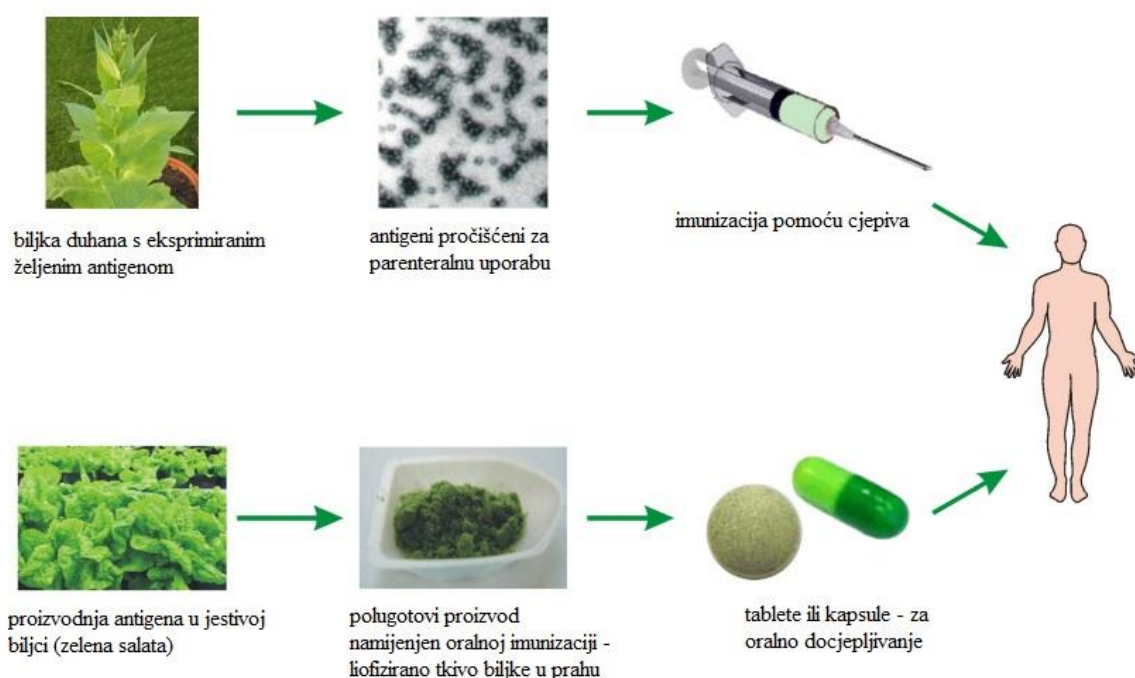 biljka duhana s eksprimiranim
željenim antigenom
antigeni pročišćeni za
parenteralnu uporabu
imunizacija pomoću cjepiva
proizvodnja antigena u jestivoj
biljci (zelena salata)
polugotovi proizvod
namijenjen oralnoj imunizaciji -
liofizirano tkivo biljke u prahu
tablete ili kapsule - za
oralno docjepljivanje